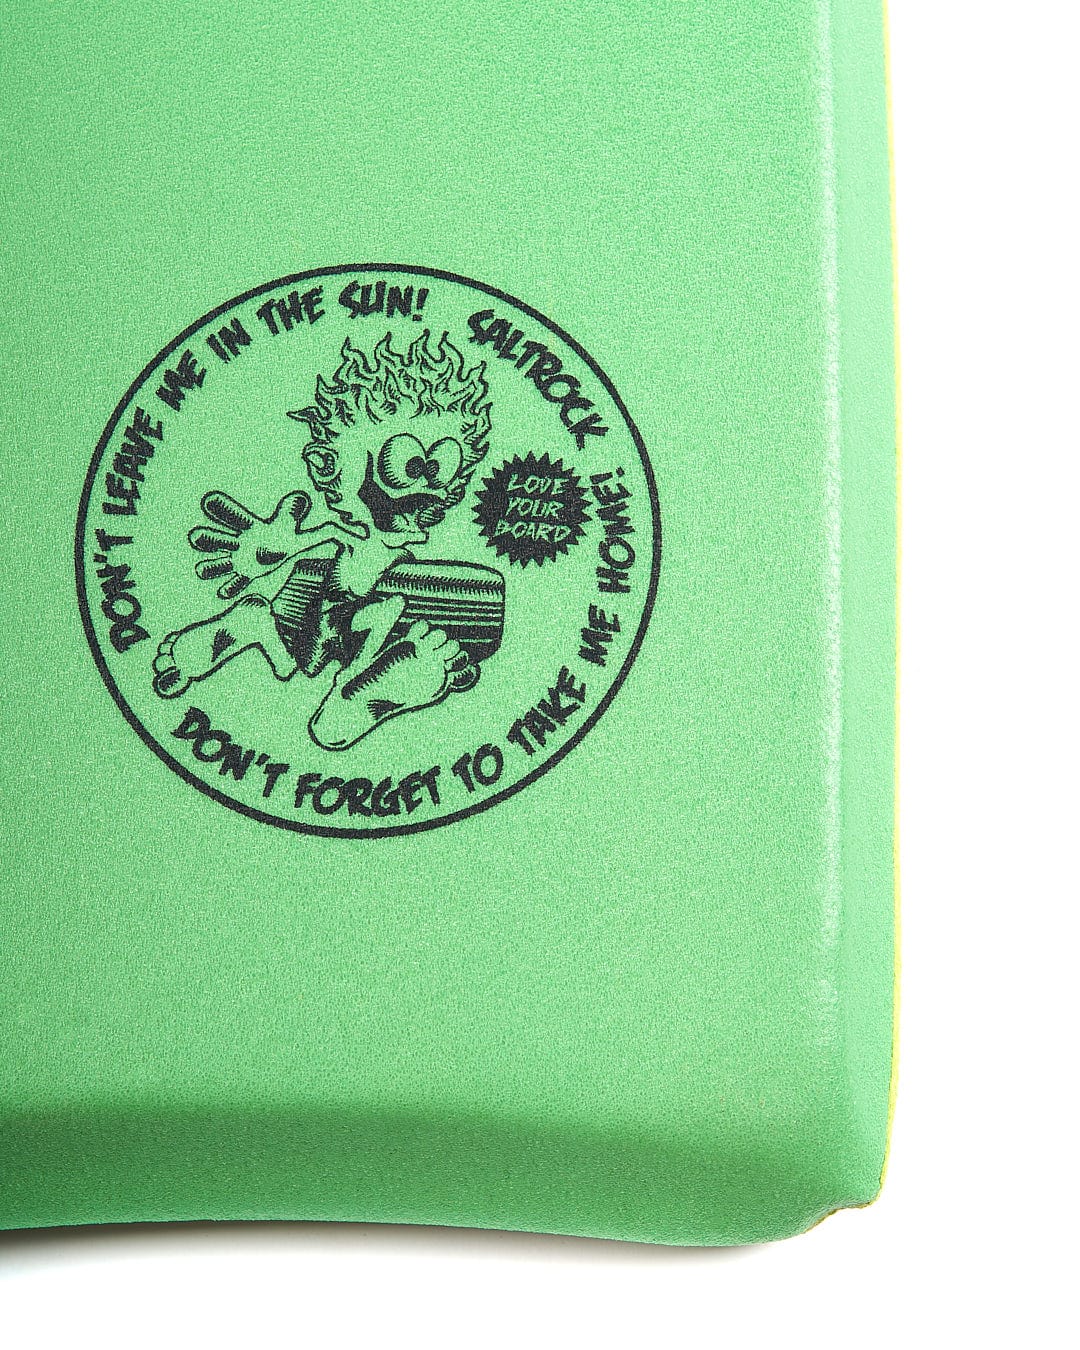 DON'T LEAVE ME IN THE SUN!
SALTROCK
LOVE
YOUR
BOARD
DON'T FORGET TO TAKE ME HOME!